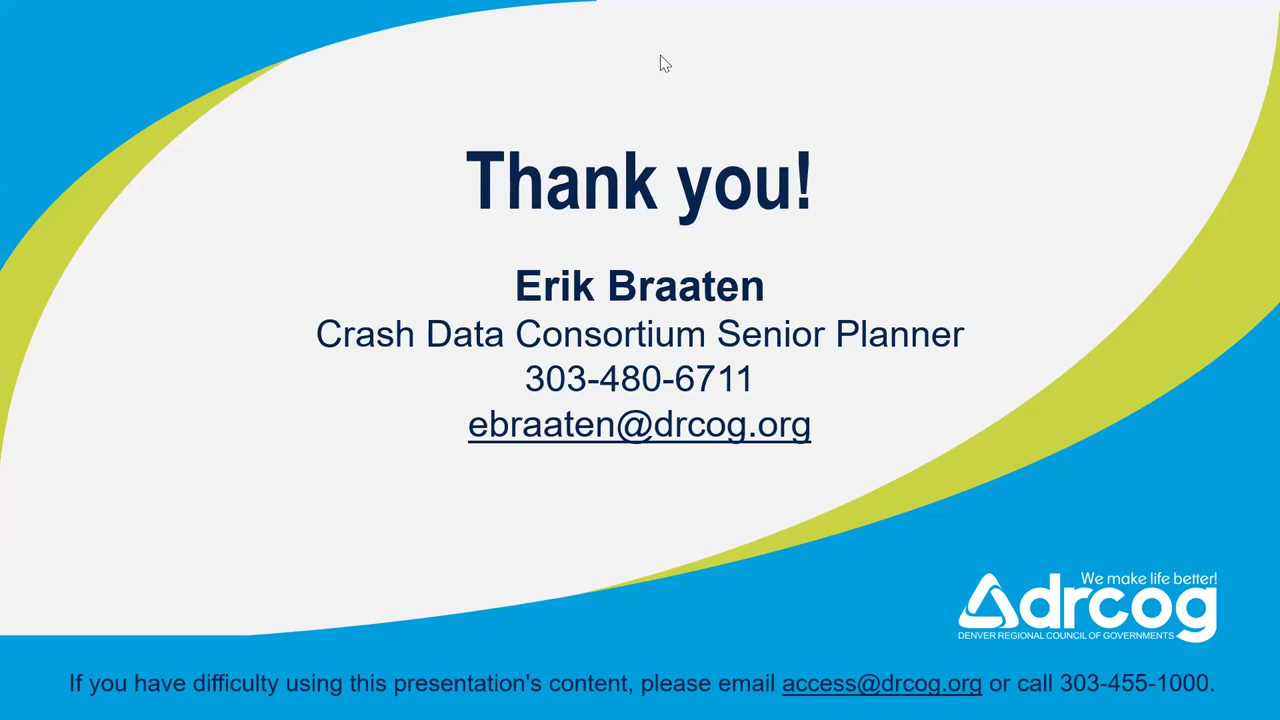 Thank you!
Erik Braaten
Crash Data Consortium Senior Planner
303-480-6711
ebraaten@drcog.org
We make life better!
drcog
DENVER REGIONAL COUNCIL OF GOVERNMENTS
If you have difficulty using this presentation's content, please email access@drcog.org or call 303-455-1000.